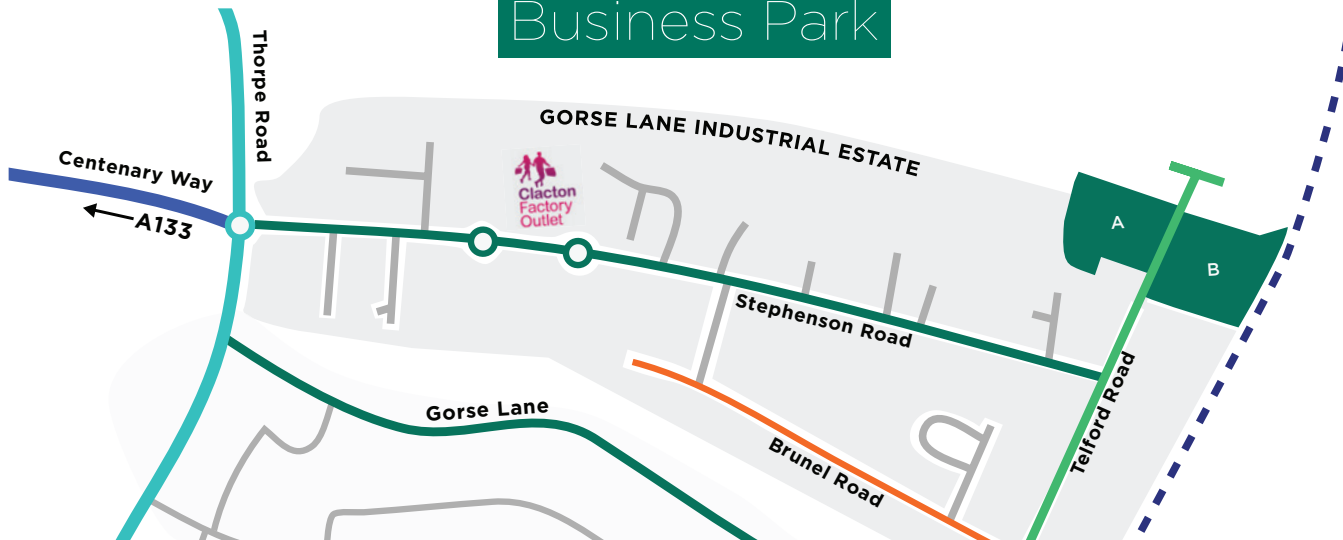 Business Park
Thorpe Road
GORSE LANE INDUSTRIAL ESTATE
Centenary Way
A133
Clacton
Factory
Outlet
A
B
Stephenson Road
Telford Road
Gorse Lane
Brunel Road